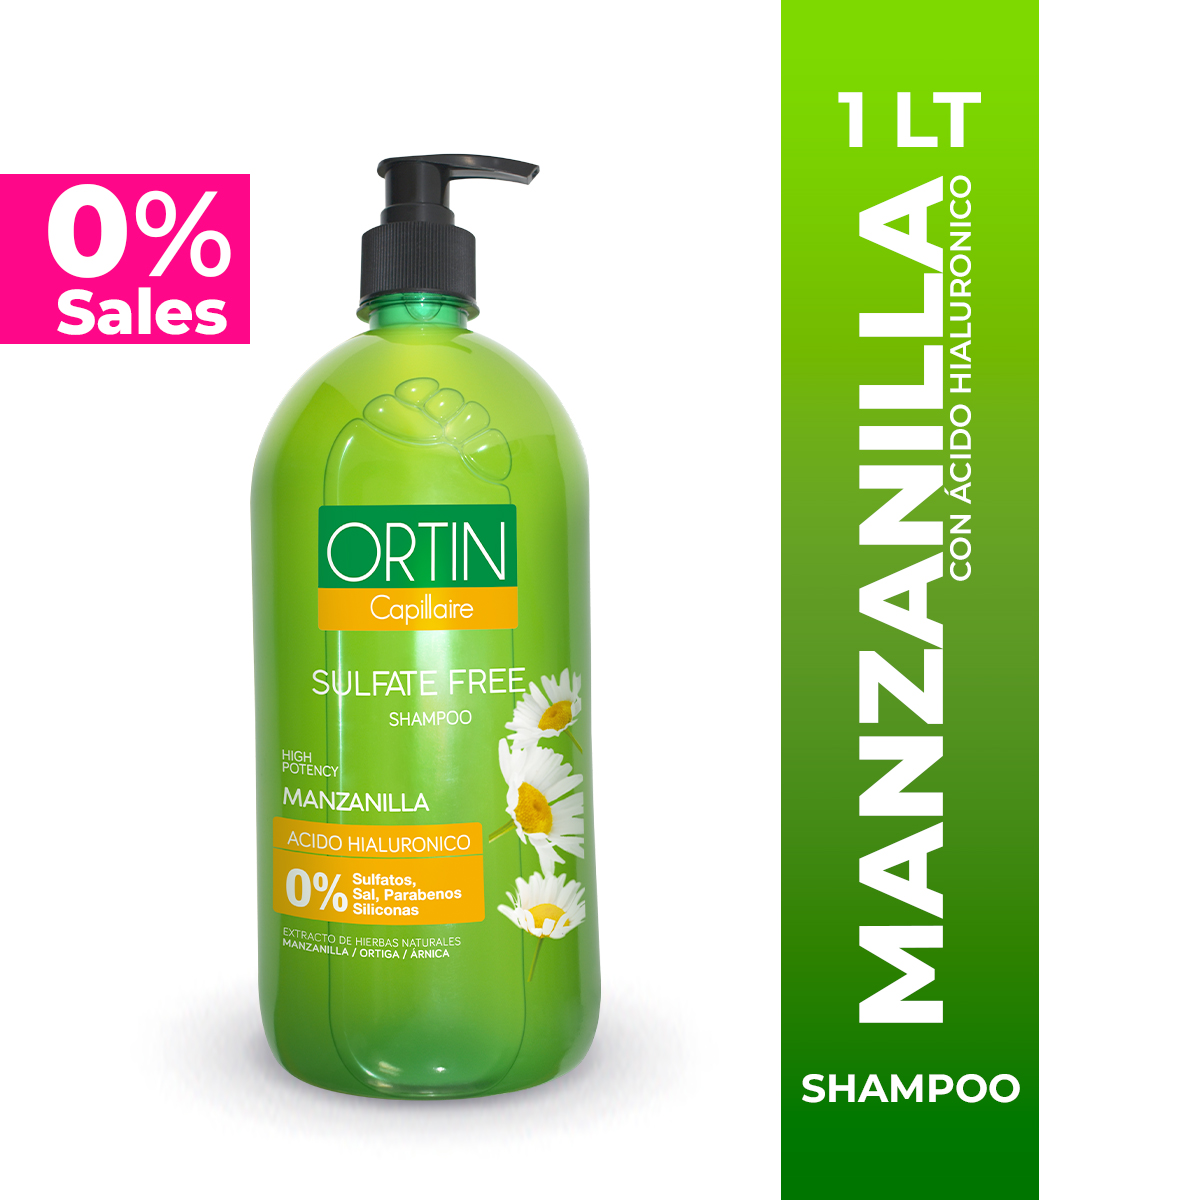 0%
Sales
ORTIN
Capillaire
SULFATE FREE
SHAMPOO
HIGH
POTENCY
MANZANILLA
ACIDO HIALURONICO
0%
Sulfatos,
Sal, Parabenos
Siliconas
EXTRACTO DE HIERBAS NATURALES
MANZANILLA / ORTIGA / ÁRNICA
1 LT
MANZANILLA
CON ÁCIDO HIALURONICO
SHAMPOO